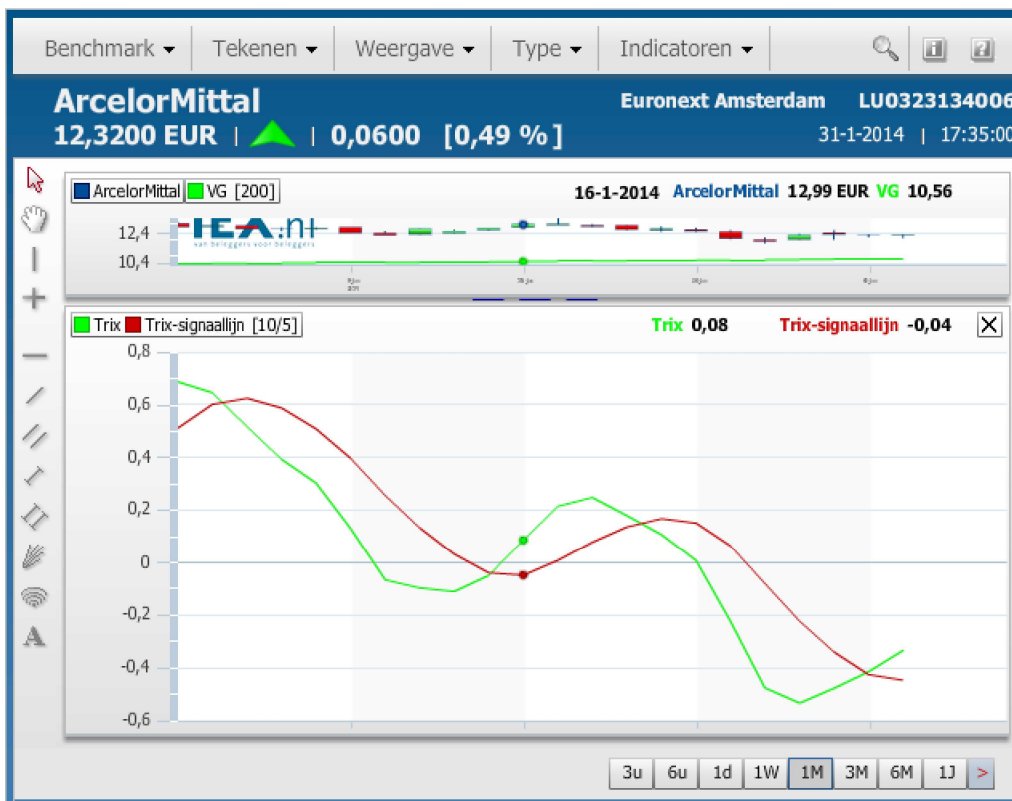 Benchmark Tekenen Weergave Type Indicatoren
ArcelorMittal Euronext Amsterdam LU0323134006
12,3200 EUR | | 0,0600 [0,49 %] 31-1-2014 | 17:35:00
ArcelorMittal VG [200] 16-1-2014 ArcelorMittal 12,99 EUR VG 10,56
IEX.nl
van beleggers voor beleggers
12,4
10,4
Trix Trix-signaallijn [10/5] Trix 0,08 Trix-signaallijn -0,04
0,8
0,6
0,4
0,2
0
-0,2
-0,4
-0,6
A
3u 6u 1d 1W 1M 3M 6M 1J >